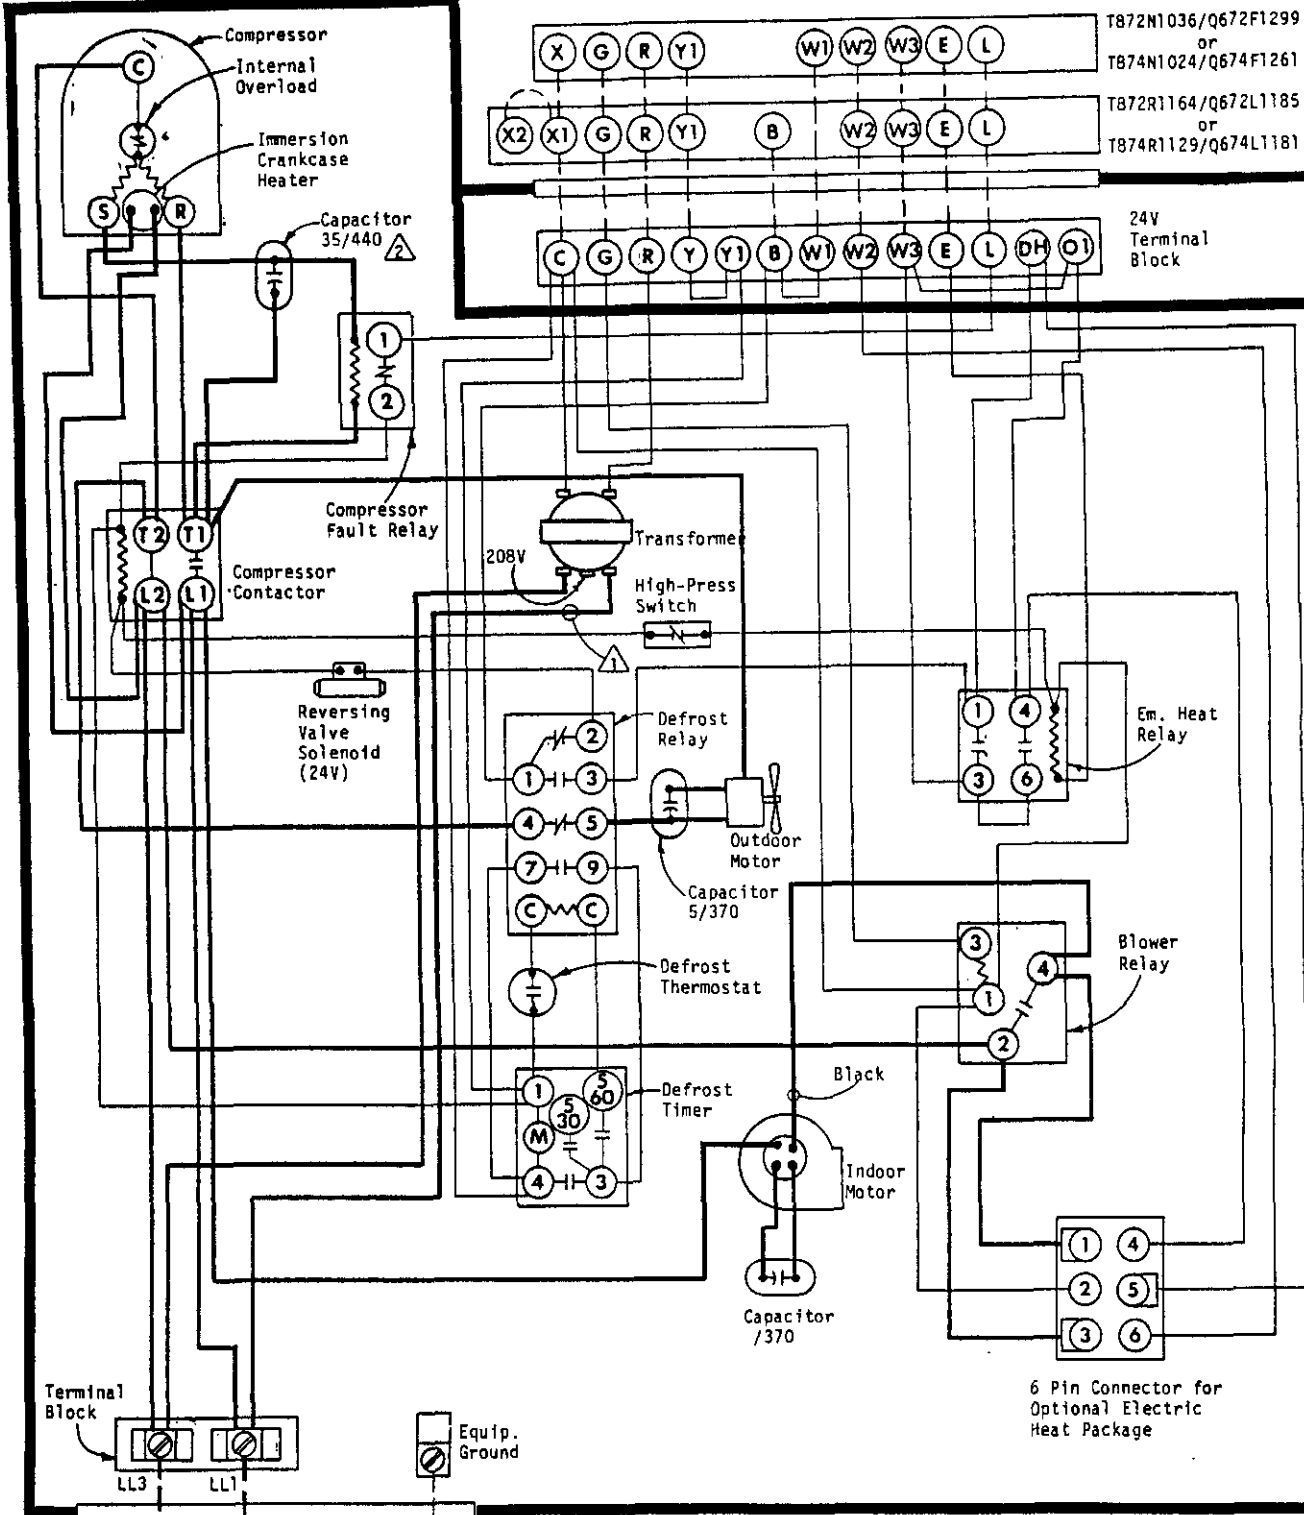 Compressor
Internal
Overload
Immersion
Crankcase
Heater
C
S
R
Capacitor
35/440
2
T872N1036/Q672F1299
or
T874N1024/Q674F1261
X G R Y1 W1 W2 W3 E L
T872R1164/Q672L1185
or
T874R1129/Q674L1181
X2 X1 G R Y1 B W2 W3 E L
24V
Terminal
Block
C G R Y Y1 B W1 W2 W3 E L DH O1
1
2
Compressor
Fault Relay
T2 T1
L2 L1
Compressor
Contactor
Transformer
208V
1
High-Press
Switch
Reversing
Valve
Solenoid
(24V)
Defrost
Relay
2
1 3
4 5
7 9
C C
Outdoor
Motor
Capacitor
5/370
Em. Heat
Relay
1 4
3 6
Defrost
Thermostat
Blower
Relay
3
4
1
2
Black
Defrost
Timer
1
5
60
5
30
M
4 3
Indoor
Motor
Capacitor
/370
1 4
2 5
3 6
6 Pin Connector for
Optional Electric
Heat Package
Terminal
Block
LL3 LL1
Equip.
Ground